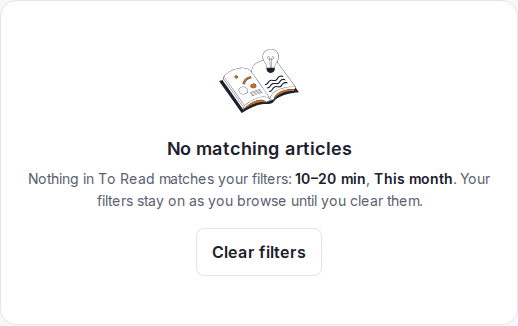 No matching articles
Nothing in To Read matches your filters: 10–20 min, This month. Your
filters stay on as you browse until you clear them.
Clear filters